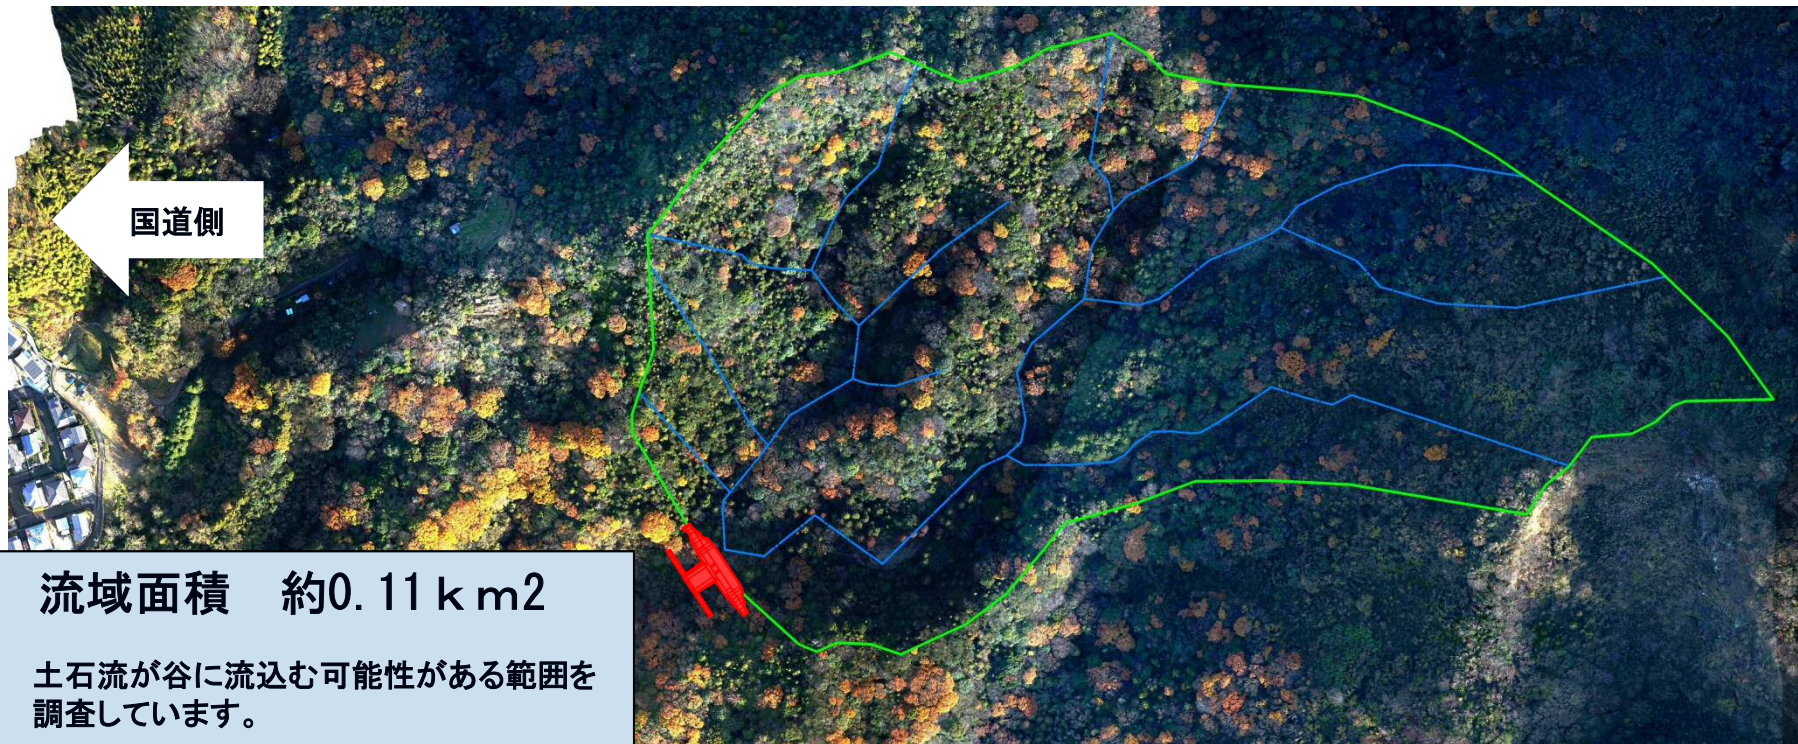 国道側
流域面積　約0.11ｋｍ2
土石流が谷に流込む可能性がある範囲を
調査しています。